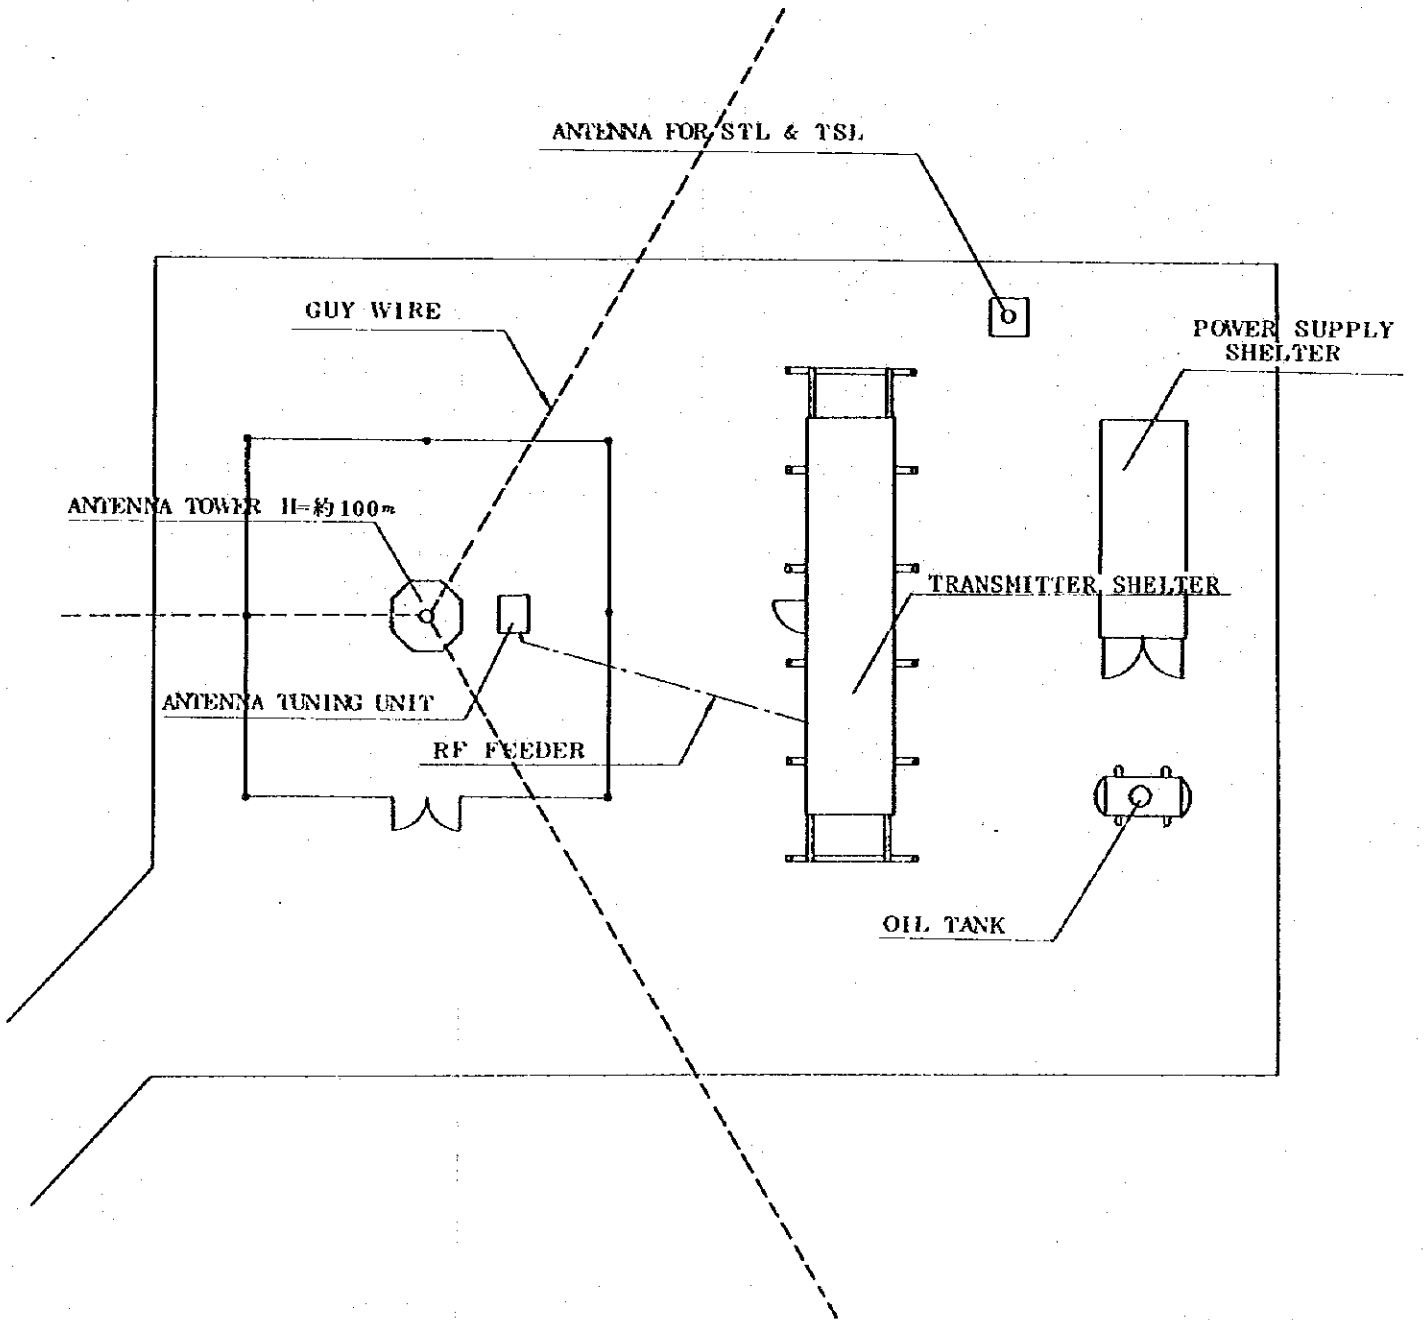 ANTENNA FOR STL & TSL
GUY WIRE
POWER SUPPLY
SHELTER
ANTENNA TOWER H=約100m
TRANSMITTER SHELTER
ANTENNA TUNING UNIT
RF FEEDER
OIL TANK